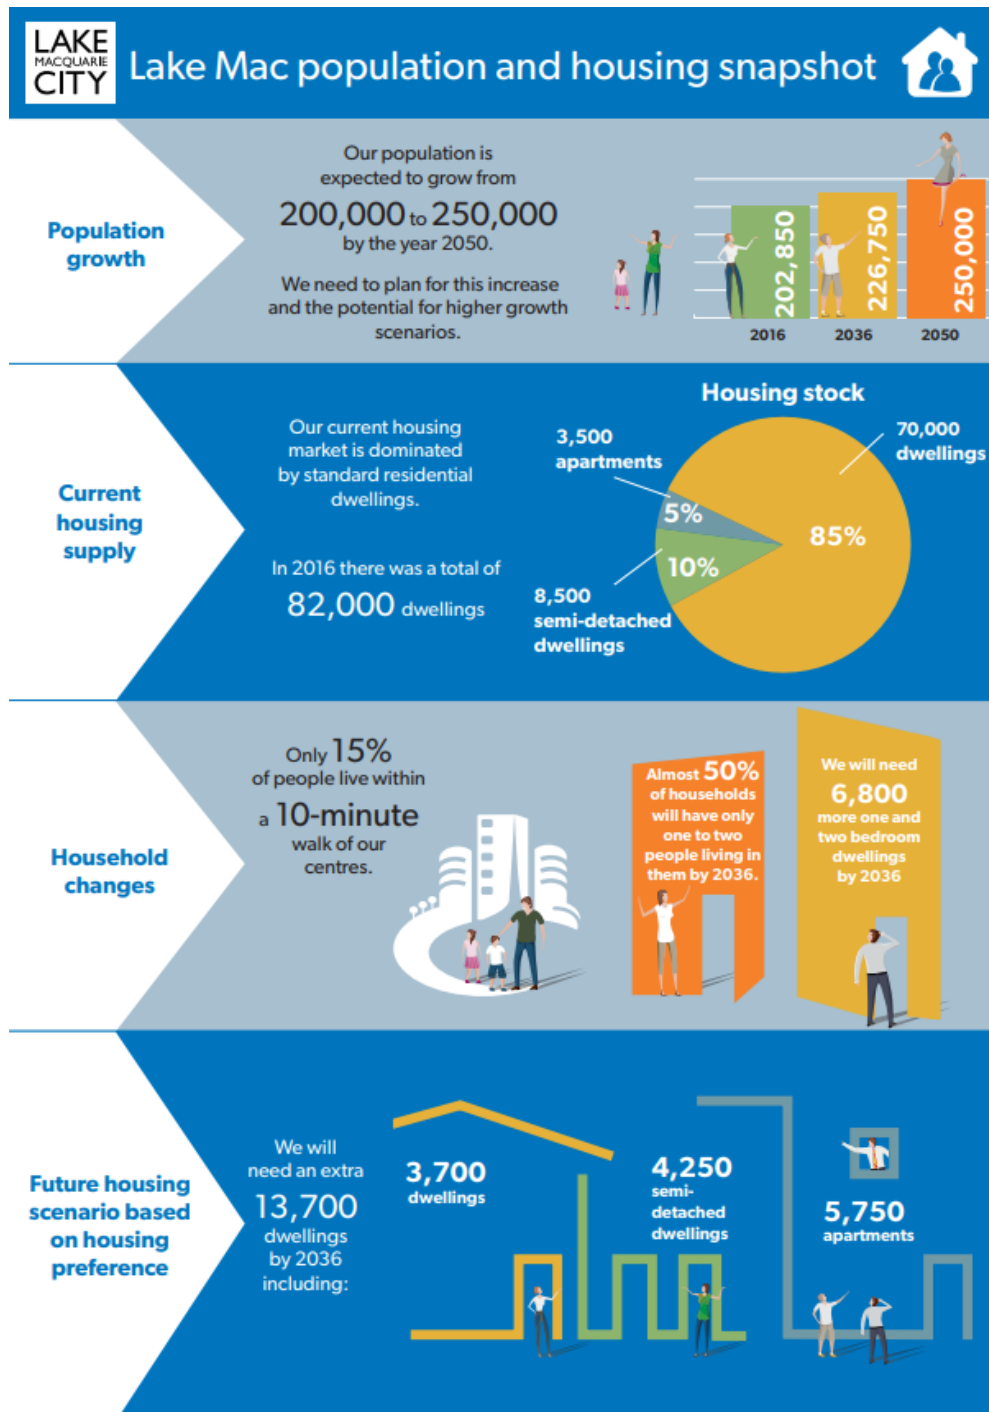 LAKE
MACQUARIE
CITY
Lake Mac population and housing snapshot
Population
growth
Our population is
expected to grow from
200,000 to 250,000
by the year 2050.
We need to plan for this increase
and the potential for higher growth
scenarios.
202,850
226,750
250,000
2016
2036
2050
Current
housing
supply
Our current housing
market is dominated
by standard residential
dwellings.
In 2016 there was a total of
82,000 dwellings
Housing stock
3,500
apartments
70,000
dwellings
5%
85%
10%
8,500
semi-detached
dwellings
Household
changes
Only 15%
of people live within
a 10-minute
walk of our
centres.
Almost 50%
of households
will have only
one to two
people living in
them by 2036.
We will need
6,800
more one and
two bedroom
dwellings
by 2036
Future housing
scenario based
on housing
preference
We will
need an extra
13,700
dwellings
by 2036
including:
3,700
dwellings
4,250
semi-
detached
dwellings
5,750
apartments